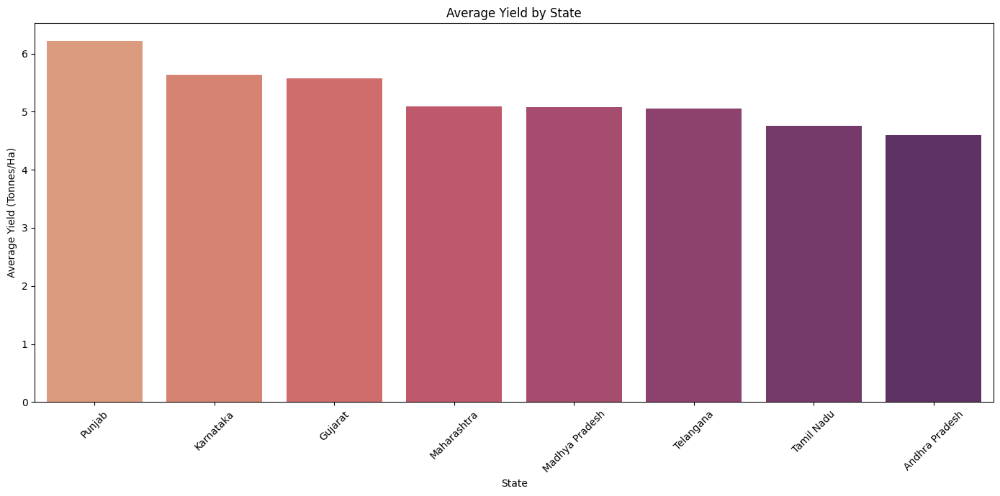 Average Yield by State
Average Yield (Tonnes/Ha)
6
5
4
3
2
1
0
Punjab
Karnataka
Gujarat
Maharashtra
Madhya Pradesh
Telangana
Tamil Nadu
Andhra Pradesh
State